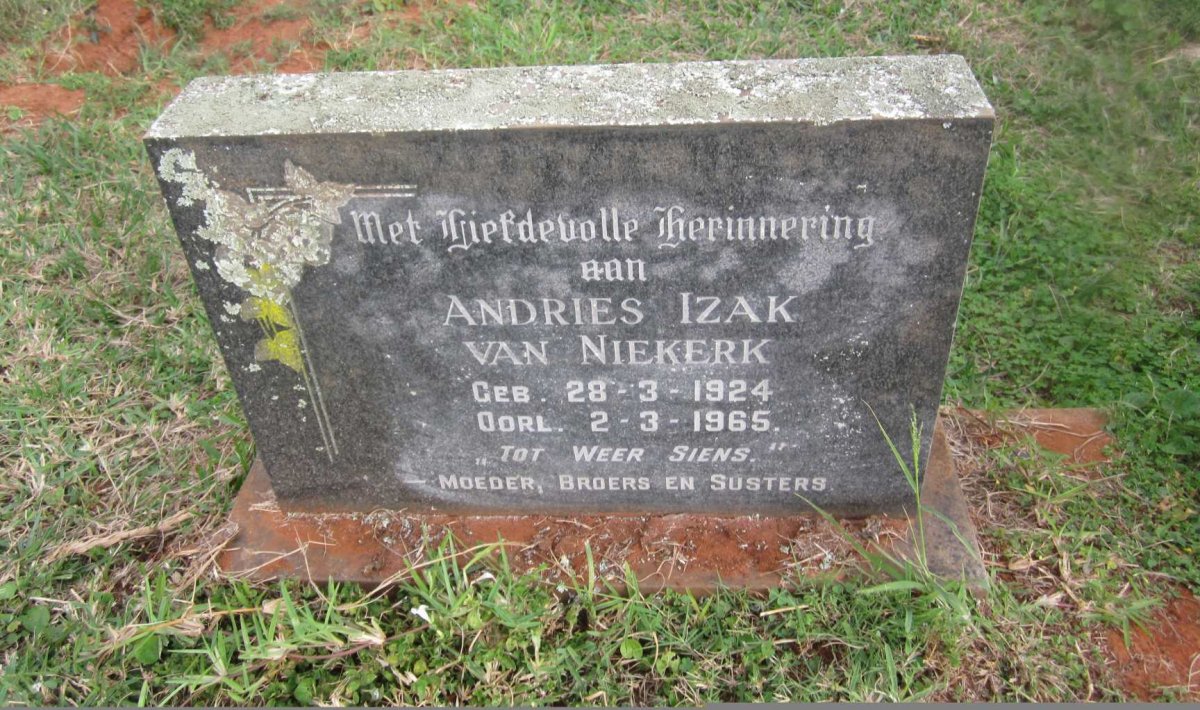 Met Liefdevolle Herinnering
aan
ANDRIES IZAK
VAN NIEKERK
GEB. 28-3-1924
OORL. 2-3-1965.
„TOT WEER SIENS."
MOEDER, BROERS EN SUSTERS